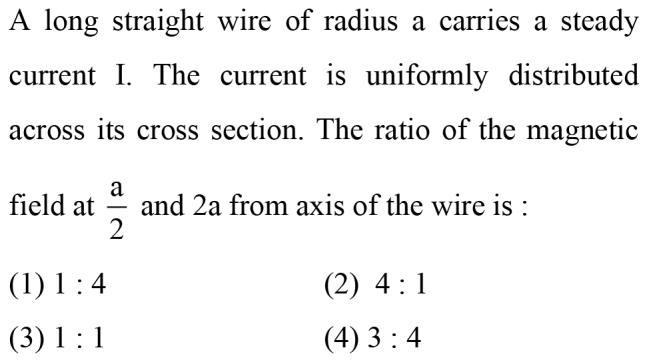 A long straight wire of radius a carries a steady
current I. The current is uniformly distributed
across its cross section. The ratio of the magnetic
field at a/2 and 2a from axis of the wire is :
(1) 1 : 4 (2) 4 : 1
(3) 1 : 1 (4) 3 : 4